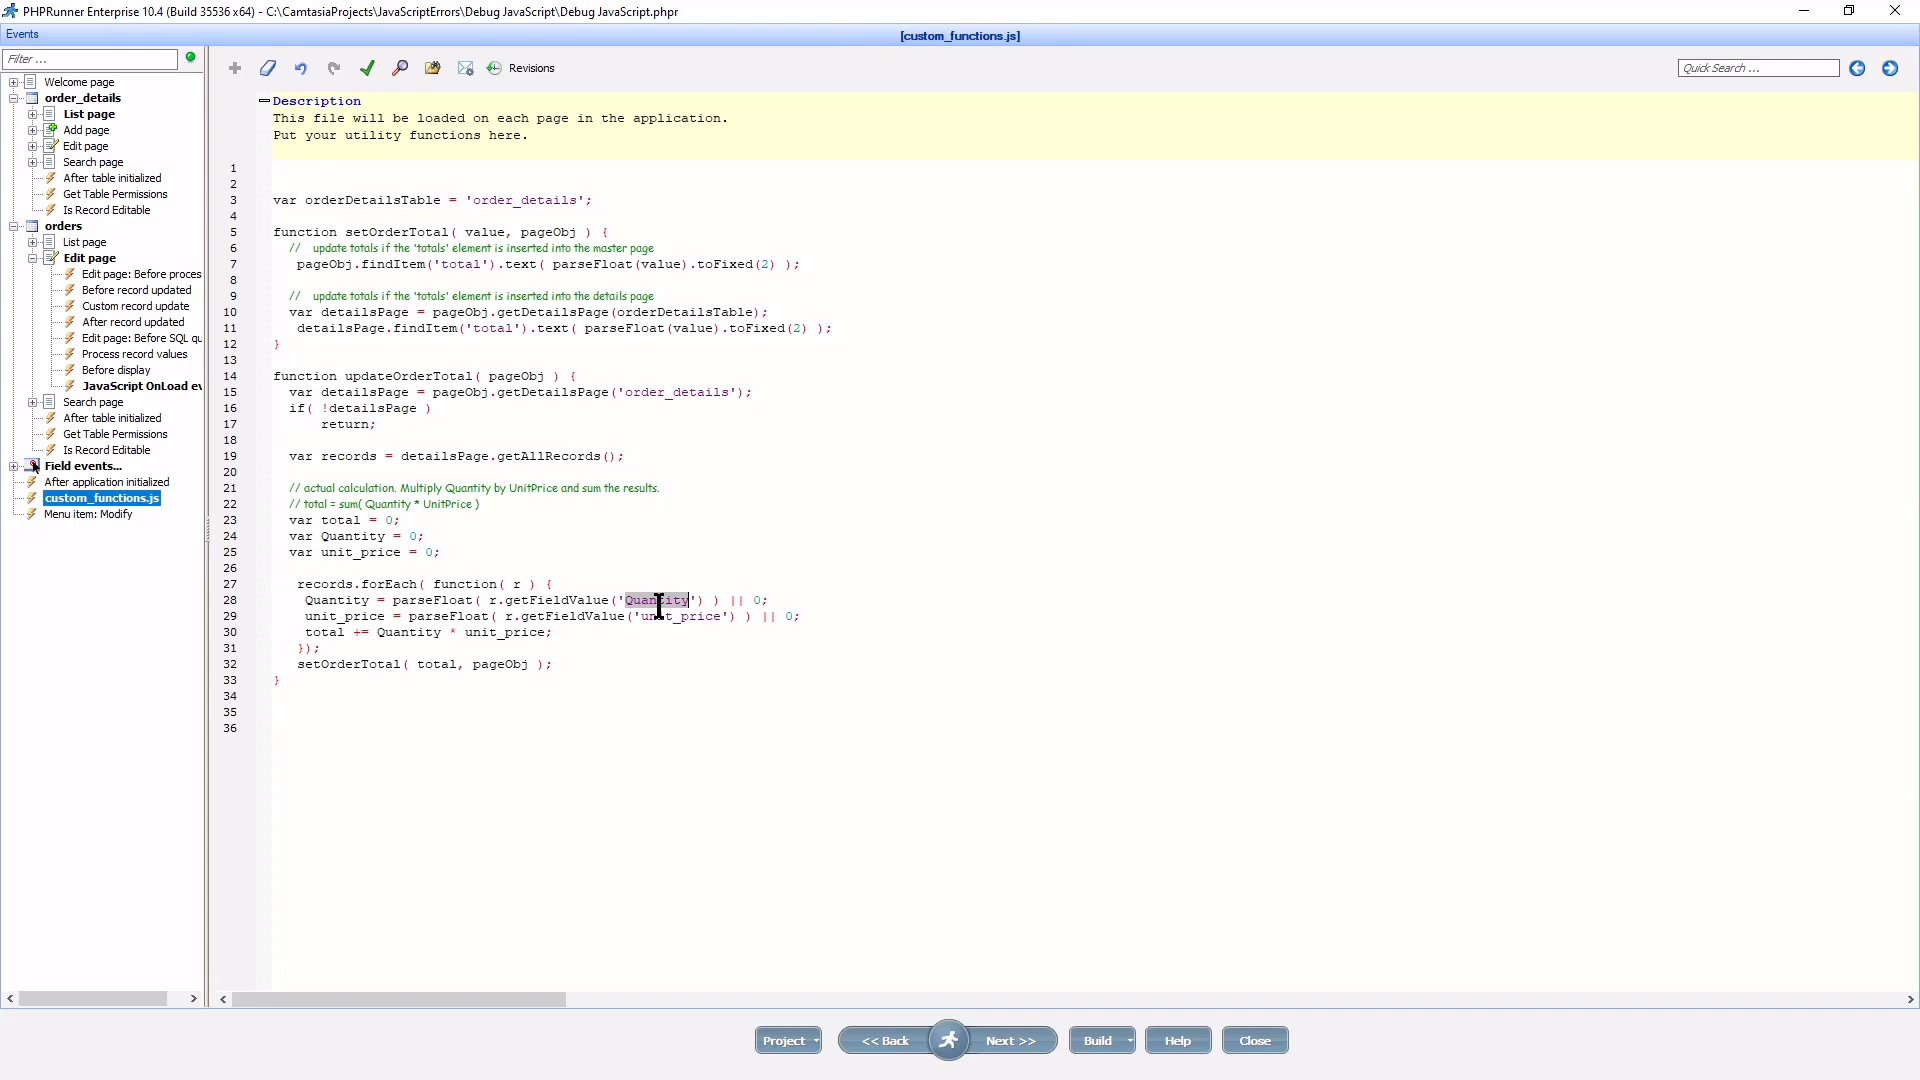 PHPRunner Enterprise 10.4 (Build 35536 x64) - C:\CamtasiaProjects\JavaScriptErrors\Debug JavaScript\Debug JavaScript.phpr
Events
[custom_functions.js]
Filter ...
Revisions
Quick Search ...
Welcome page
order_details
List page
Add page
Edit page
Search page
After table initialized
Get Table Permissions
Is Record Editable
orders
List page
Edit page
Edit page: Before proces
Before record updated
Custom record update
After record updated
Edit page: Before SQL qu
Process record values
Before display
JavaScript OnLoad ev
Search page
After table initialized
Get Table Permissions
Is Record Editable
Field events...
After application initialized
custom_functions.js
Menu item: Modify
Description
This file will be loaded on each page in the application.
Put your utility functions here.
1
2
3 var orderDetailsTable = 'order_details';
4
5 function setOrderTotal( value, pageObj ) {
6 // update totals if the 'totals' element is inserted into the master page
7 pageObj.findItem('total').text( parseFloat(value).toFixed(2) );
8
9 // update totals if the 'totals' element is inserted into the details page
10 var detailsPage = pageObj.getDetailsPage(orderDetailsTable);
11 detailsPage.findItem('total').text( parseFloat(value).toFixed(2) );
12 }
13
14 function updateOrderTotal( pageObj ) {
15 var detailsPage = pageObj.getDetailsPage('order_details');
16 if( !detailsPage )
17 return;
18
19 var records = detailsPage.getAllRecords();
20
21 // actual calculation. Multiply Quantity by UnitPrice and sum the results.
22 // total = sum( Quantity * UnitPrice )
23 var total = 0;
24 var Quantity = 0;
25 var unit_price = 0;
26
27 records.forEach( function( r ) {
28 Quantity = parseFloat( r.getFieldValue('Quantity') ) || 0;
29 unit_price = parseFloat( r.getFieldValue('unit_price') ) || 0;
30 total += Quantity * unit_price;
31 });
32 setOrderTotal( total, pageObj );
33 }
34
35
36
Project
<< Back
Next >>
Build
Help
Close